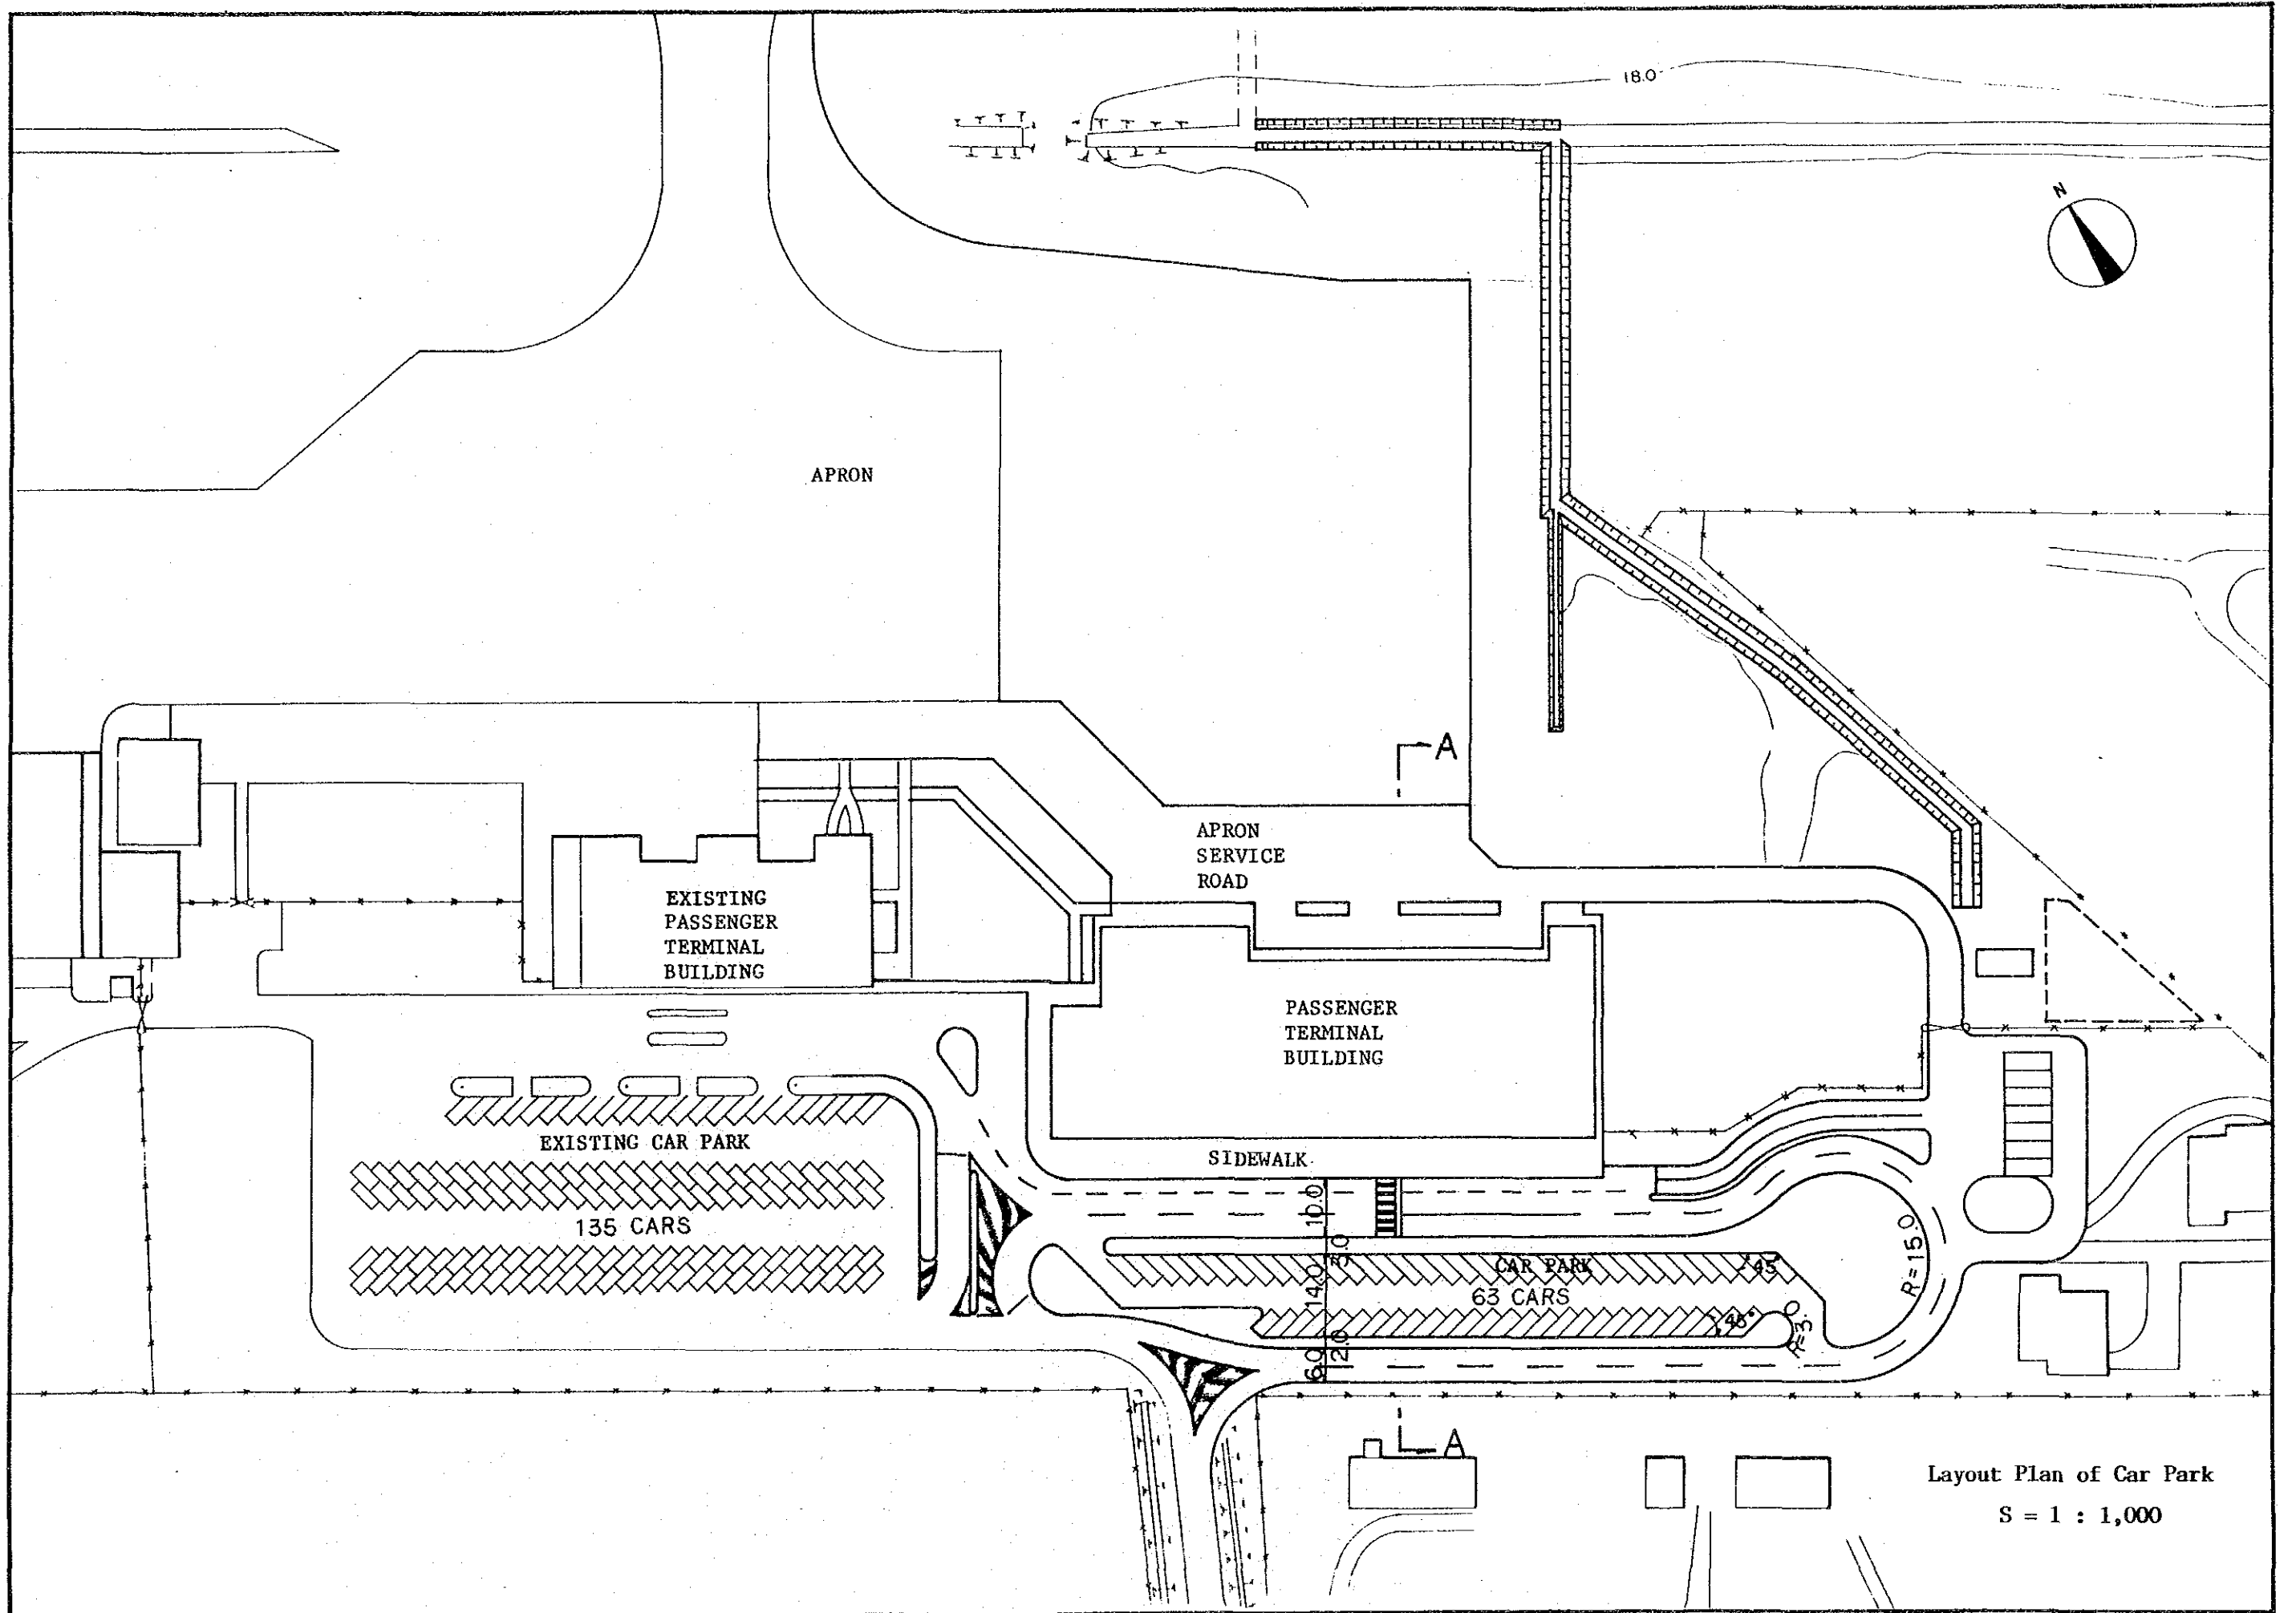 18.0
N
APRON
A
APRON
SERVICE
ROAD
EXISTING
PASSENGER
TERMINAL
BUILDING
PASSENGER
TERMINAL
BUILDING
EXISTING CAR PARK
SIDEWALK
10.0
135 CARS
R=15.0
3.0
CAR PARK
45°
14.0
63 CARS
45°
R=3.0
2.0
6.0
A
Layout Plan of Car Park
S = 1 : 1,000